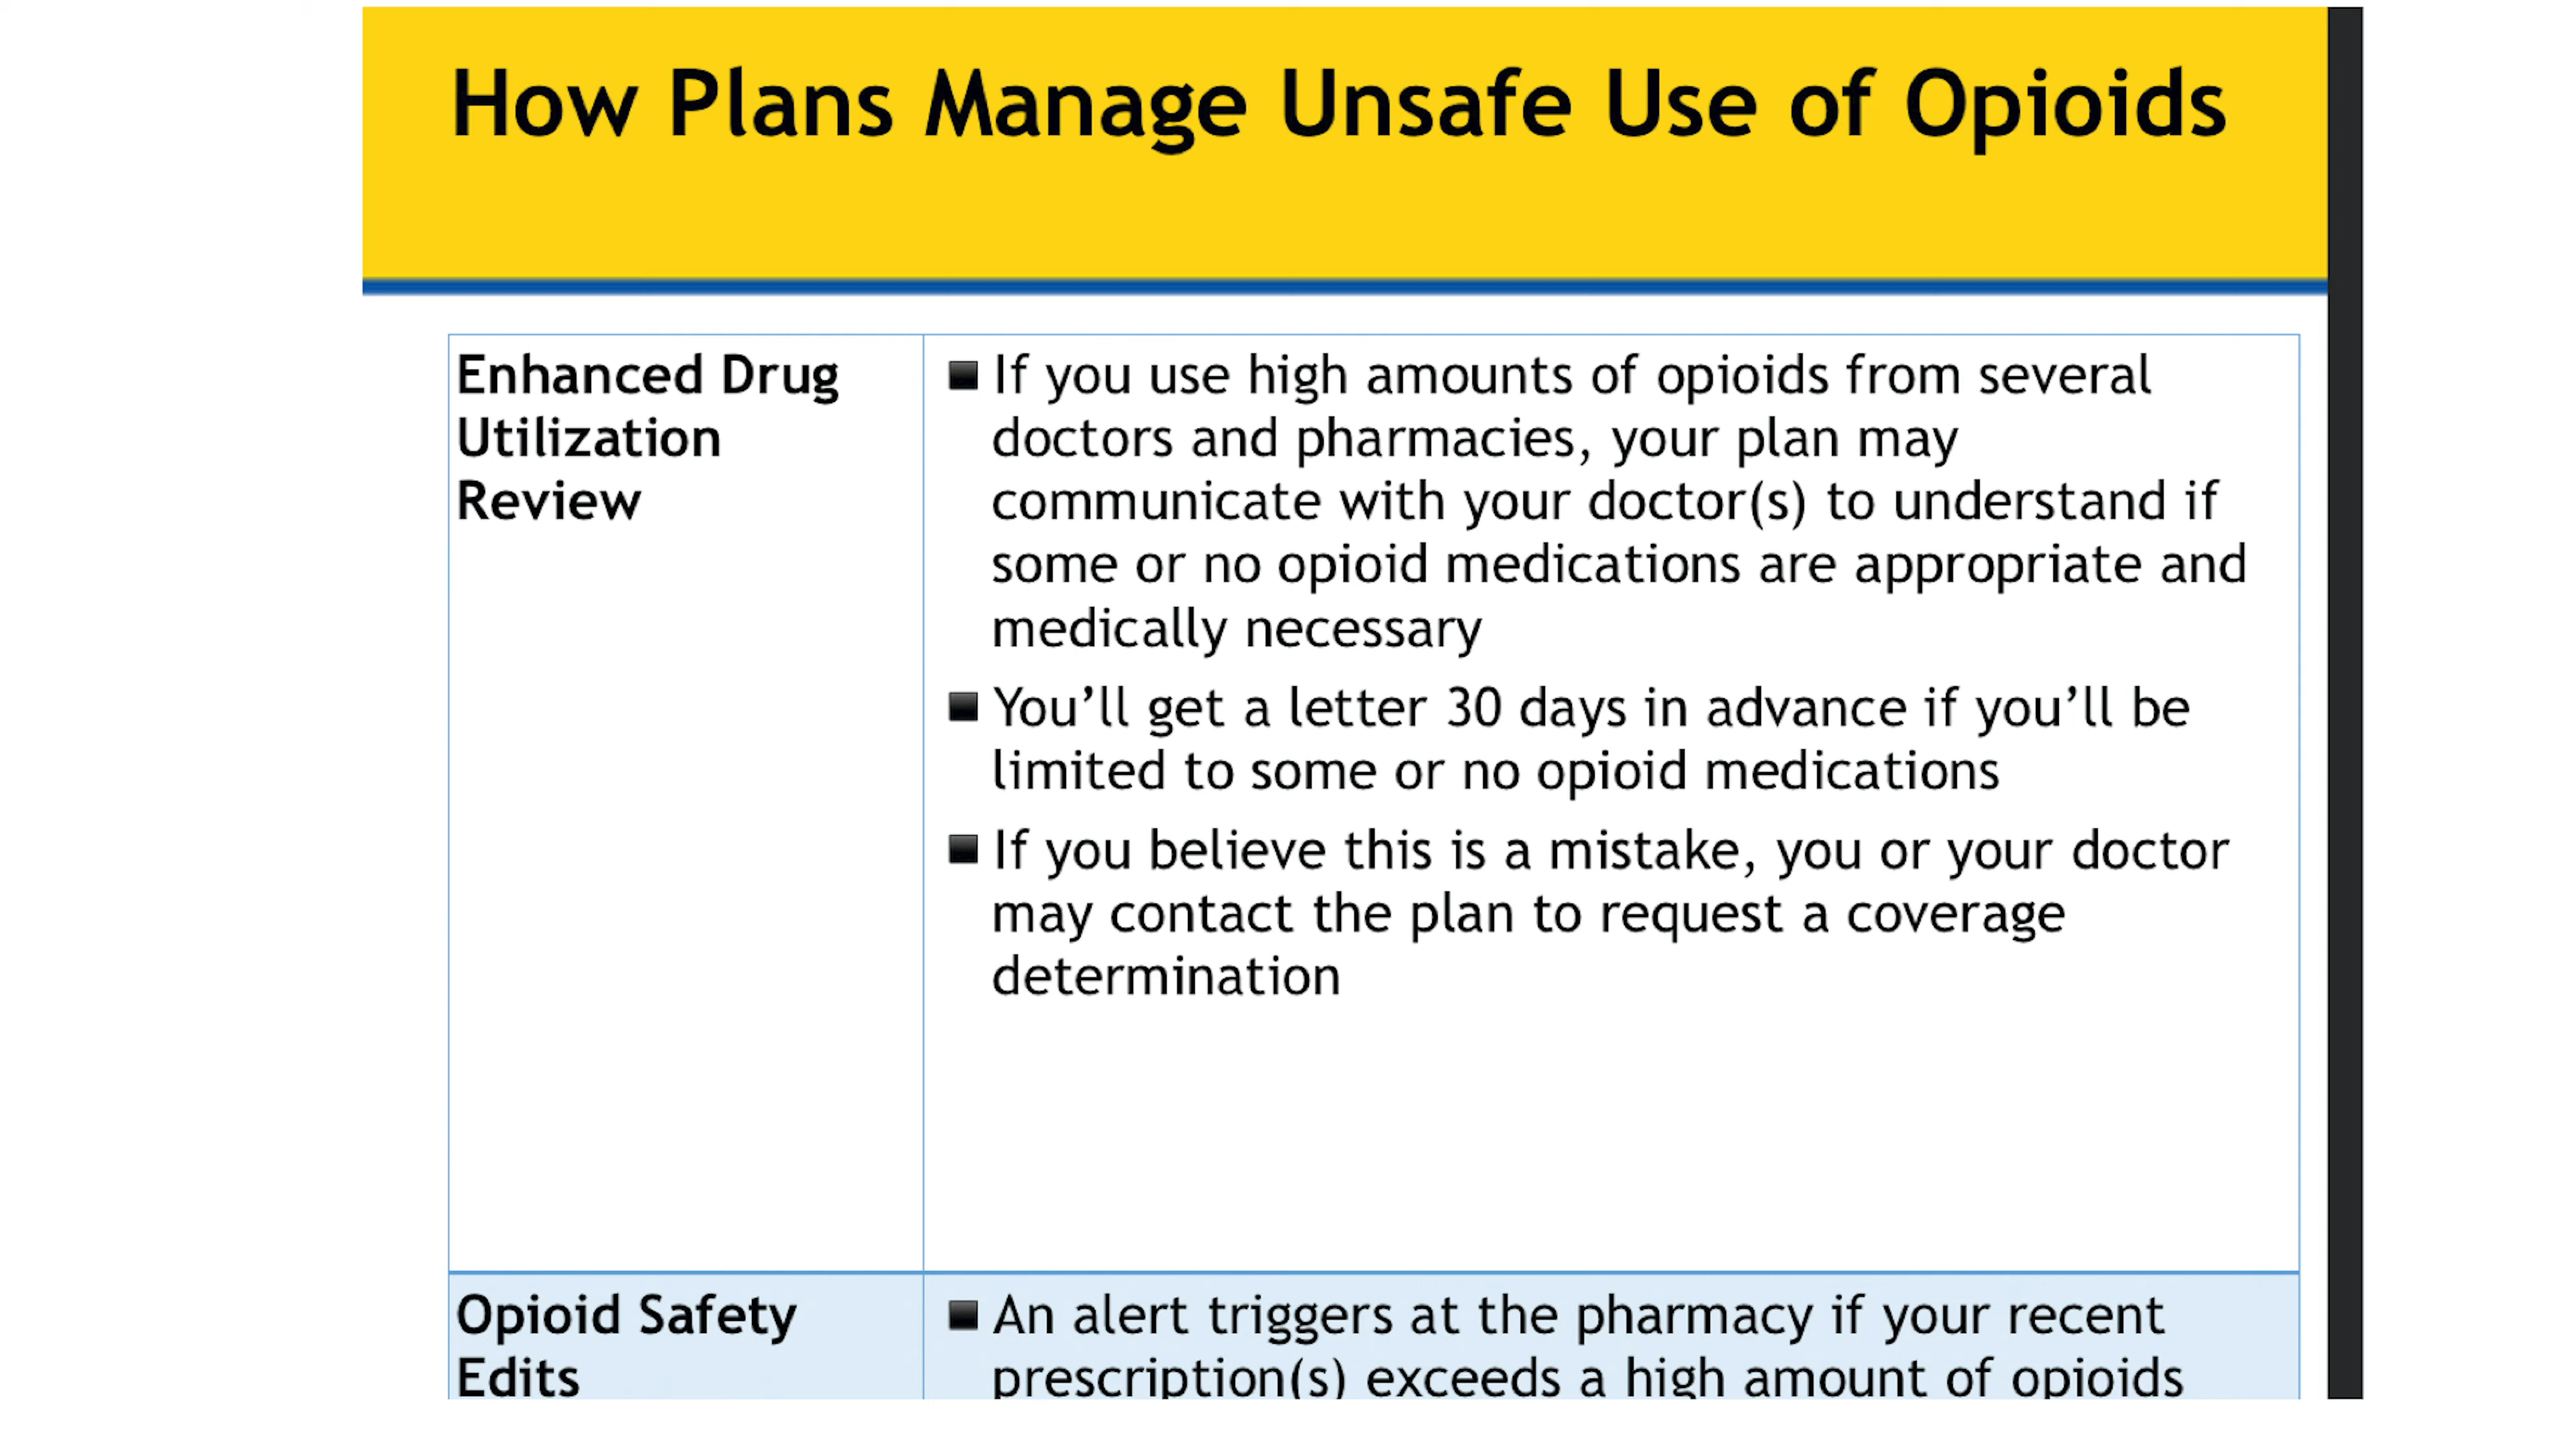 How Plans Manage Unsafe Use of Opioids
Enhanced Drug
Utilization
Review
■ If you use high amounts of opioids from several
doctors and pharmacies, your plan may
communicate with your doctor(s) to understand if
some or no opioid medications are appropriate and
medically necessary
■ You’ll get a letter 30 days in advance if you’ll be
limited to some or no opioid medications
■ If you believe this is a mistake, you or your doctor
may contact the plan to request a coverage
determination
Opioid Safety
Edits
■ An alert triggers at the pharmacy if your recent
prescription(s) exceeds a high amount of opioids